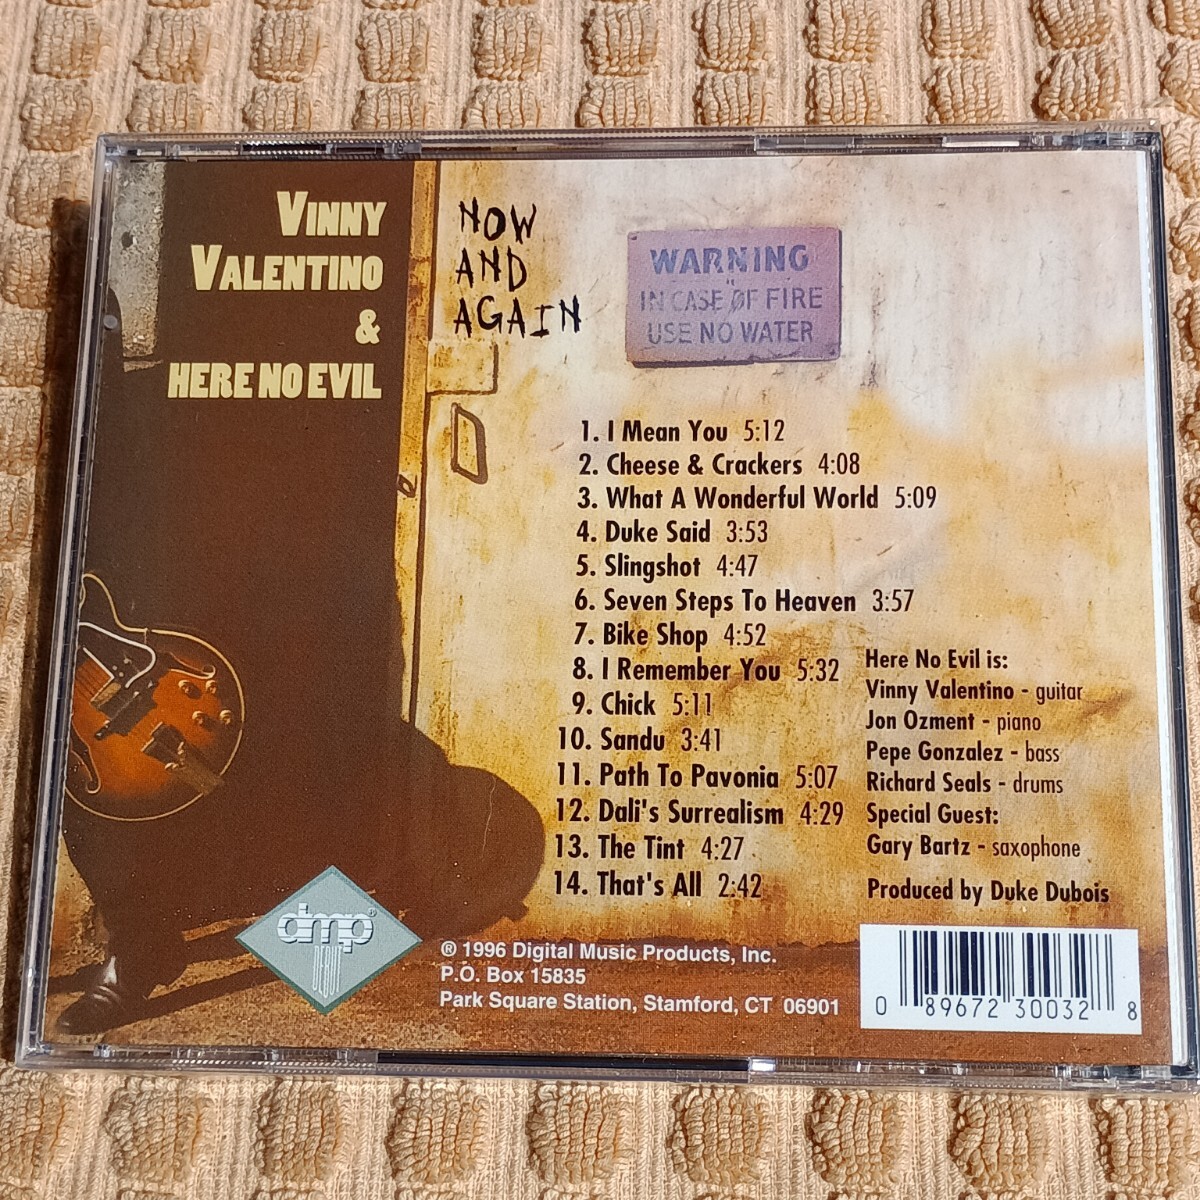 VINNY
VALENTINO
&
HERE NO EVIL
NOW
AND
AGAIN
WARNING
IN CASE OF FIRE
USE NO WATER
1. I Mean You 5:12
2. Cheese & Crackers 4:08
3. What A Wonderful World 5:09
4. Duke Said 3:53
5. Slingshot 4:47
6. Seven Steps To Heaven 3:57
7. Bike Shop 4:52
8. I Remember You 5:32
9. Chick 5:11
10. Sandu 3:41
11. Path To Pavonia 5:07
12. Dali's Surrealism 4:29
13. The Tint 4:27
14. That's All 2:42
Here No Evil is:
Vinny Valentino - guitar
Jon Ozment - piano
Pepe Gonzalez - bass
Richard Seals - drums
Special Guest:
Gary Bartz - saxophone
Produced by Duke Dubois
dmp®
DEBUT
® 1996 Digital Music Products, Inc.
P.O. Box 15835
Park Square Station, Stamford, CT 06901
0 89672 30032 8